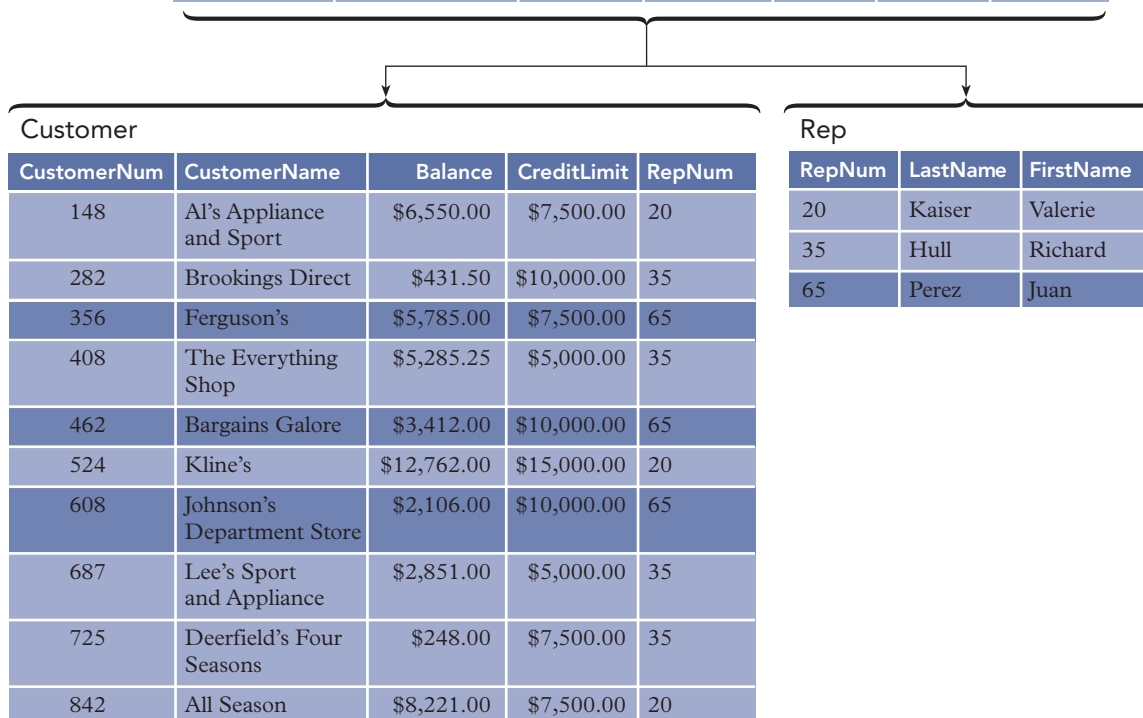 Customer
CustomerNum CustomerName Balance CreditLimit RepNum
148 Al's Appliance and Sport $6,550.00 $7,500.00 20
282 Brookings Direct $431.50 $10,000.00 35
356 Ferguson's $5,785.00 $7,500.00 65
408 The Everything Shop $5,285.25 $5,000.00 35
462 Bargains Galore $3,412.00 $10,000.00 65
524 Kline's $12,762.00 $15,000.00 20
608 Johnson's Department Store $2,106.00 $10,000.00 65
687 Lee's Sport and Appliance $2,851.00 $5,000.00 35
725 Deerfield's Four Seasons $248.00 $7,500.00 35
842 All Season $8,221.00 $7,500.00 20
Rep
RepNum LastName FirstName
20 Kaiser Valerie
35 Hull Richard
65 Perez Juan